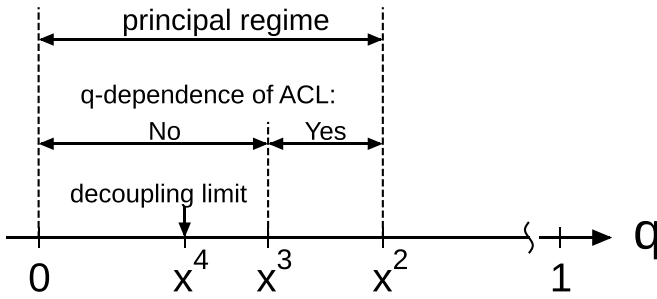 principal regime
q-dependence of ACL:
No Yes
decoupling limit
q
0 x^4 x^3 x^2 1